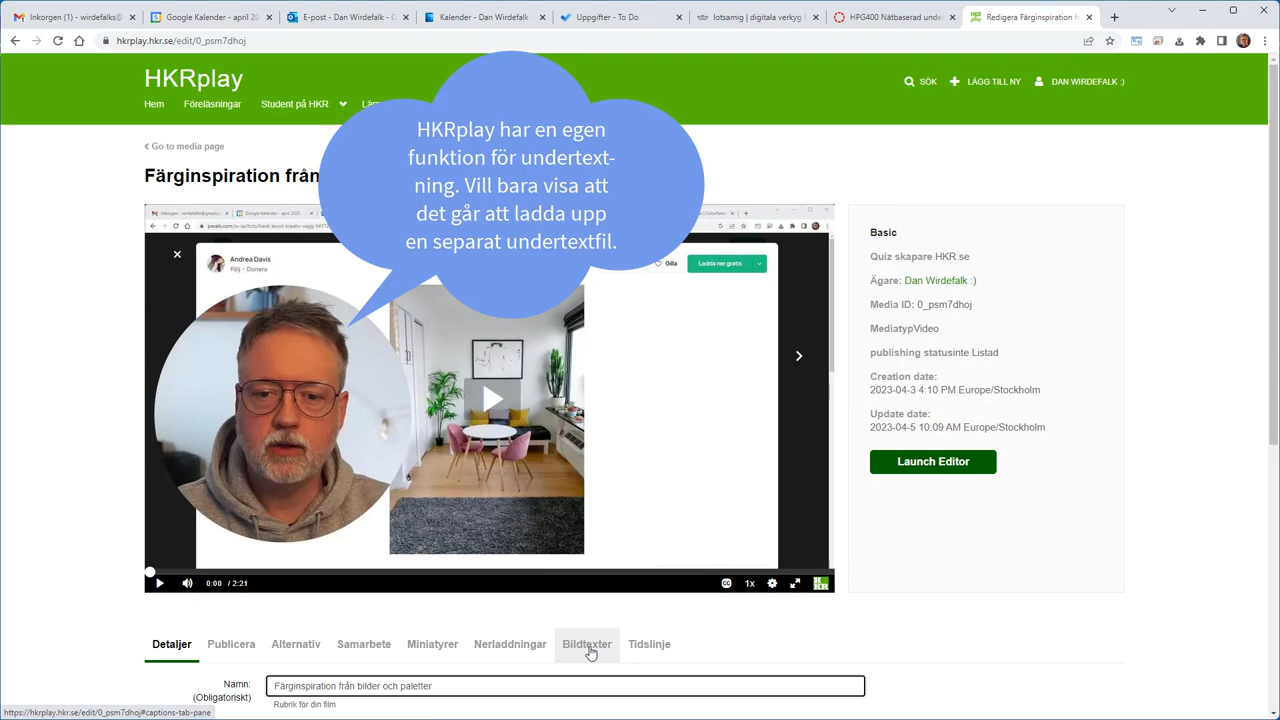 Inkorgen (1) - wirdefalks@
Google Kalender - april 20
E-post - Dan Wirdefalk - O
Kalender - Dan Wirdefalk
Uppgifter - To Do
lotsamig | digitala verkyg
HPG400 Nätbaserad unde
Redigera Färginspiration f
hkrplay.hkr.se/edit/0_psm7dhoj
HKRplay
SÖK
LÄGG TILL NY
DAN WIRDEFALK :)
Hem
Föreläsningar
Student på HKR
HKRplay har en egen
funktion för undertext-
ning. Vill bara visa att
det går att ladda upp
en separat undertextfil.
Go to media page
Färginspiration från
Andrea Davis
Följ - Donera
Gilla
Ladda ner gratis
Basic
Quiz skapare HKR.se
Ägare: Dan Wirdefalk :)
Media ID: 0_psm7dhoj
MediatypVideo
publishing statusinte Listad
Creation date:
2023-04-3 4:10 PM Europe/Stockholm
Update date:
2023-04-5 10:09 AM Europe/Stockholm
Launch Editor
0:00 / 2:21
CC
1x
HKR
Detaljer
Publicera
Alternativ
Samarbete
Miniatyrer
Nerladdningar
Bildtexter
Tidslinje
Namn:
(Obligatoriskt)
Färginspiration från bilder och paletter
Rubrik för din film
https://hkrplay.hkr.se/edit/0_psm7dhoj#captions-tab-pane